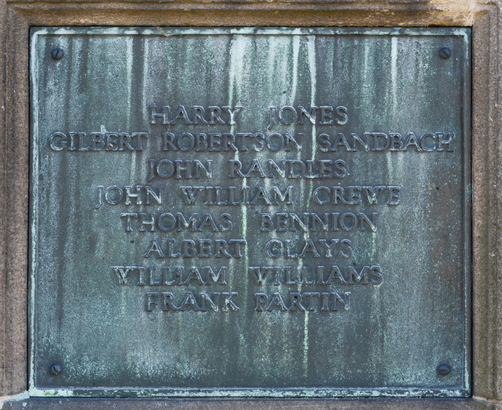 HARRY JONES
GILBERT ROBERTSON SANDBACH
JOHN RANDLES
JOHN WILLIAM CREWE
THOMAS BENNION
ALBERT CLAYS
WILLIAM WILLIAMS
FRANK PARTIN